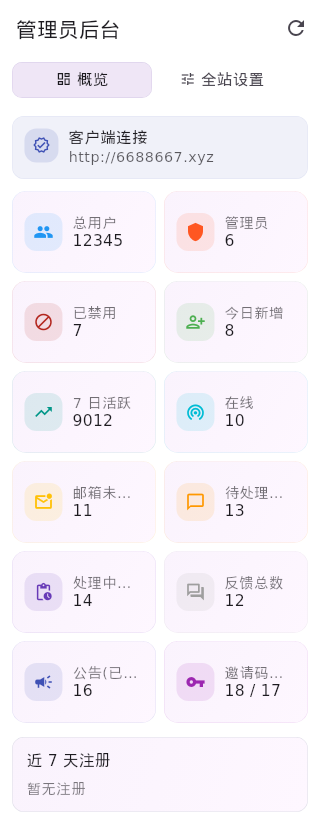 管理员后台
概览
全站设置
客户端连接
http://6688667.xyz
总用户
12345
管理员
6
已禁用
7
今日新增
8
7 日活跃
9012
在线
10
邮箱未...
11
待处理...
13
处理中...
14
反馈总数
12
公告(已...
16
邀请码...
18 / 17
近 7 天注册
暂无注册